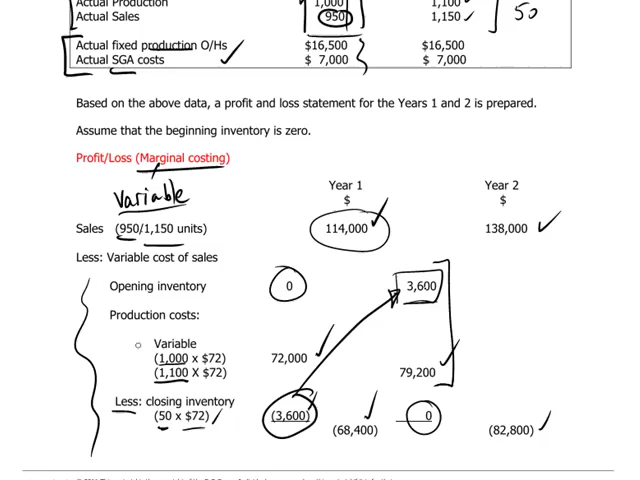 Actual Production 1,000 1,100
Actual Sales 950 1,150 50
Actual fixed production O/Hs $16,500 $16,500
Actual SGA costs $ 7,000 $ 7,000
Based on the above data, a profit and loss statement for the Years 1 and 2 is prepared.
Assume that the beginning inventory is zero.
Profit/Loss (Marginal costing)
Variable
Year 1 Year 2
$ $
Sales (950/1,150 units) 114,000 138,000
Less: Variable cost of sales
Opening inventory 0 3,600
Production costs:
o Variable
(1,000 x $72) 72,000
(1,100 X $72) 79,200
Less: closing inventory
(50 x $72) (3,600) 0
(68,400) (82,800)